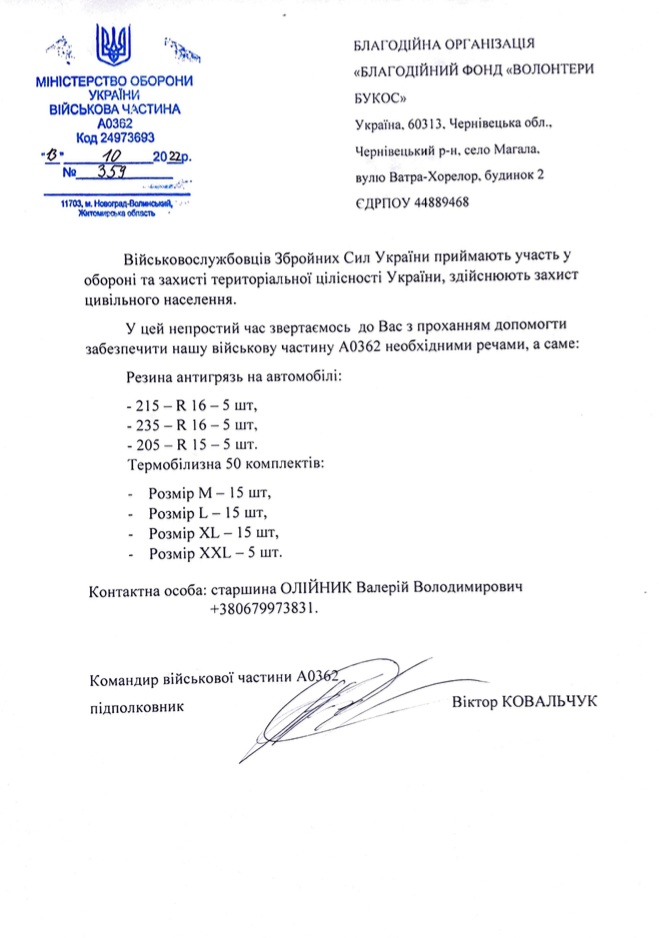 МІНІСТЕРСТВО ОБОРОНИ
УКРАЇНИ
ВІЙСЬКОВА ЧАСТИНА
А0362
Код 24973693
"13" 10 2022р.
№ 359
11703, м. Новоград-Волинський,
Житомирська область
БЛАГОДІЙНА ОРГАНІЗАЦІЯ
«БЛАГОДІЙНИЙ ФОНД «ВОЛОНТЕРИ
БУКОС»
Україна, 60313, Чернівецька обл.,
Чернівецький р-н, село Магала,
вулю Ватра-Хорелор, будинок 2
ЄДРПОУ 44889468
Військовослужбовців Збройних Сил України приймають участь у
обороні та захисті територіальної цілісності України, здійснюють захист
цивільного населення.
У цей непростий час звертаємось до Вас з проханням допомогти
забезпечити нашу військову частину А0362 необхідними речами, а саме:
Резина антигрязь на автомобілі:
- 215 – R 16 – 5 шт,
- 235 – R 16 – 5 шт,
- 205 – R 15 – 5 шт.
Термобілизна 50 комплектів:
- Розмір M – 15 шт,
- Розмір L – 15 шт,
- Розмір XL – 15 шт,
- Розмір XXL – 5 шт.
Контактна особа: старшина ОЛІЙНИК Валерій Володимирович
+380679973831.
Командир військової частини А0362
підполковник Віктор КОВАЛЬЧУК